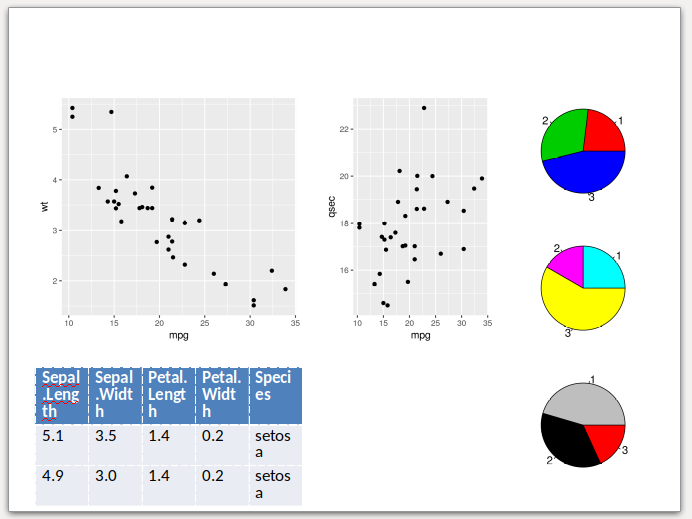 5
4
3
2
wt
10
15
20
25
30
35
mpg
22
20
18
16
qsec
10
15
20
25
30
35
mpg
2
1
3
2
1
3
1
2
3
Sepal
.Leng
th
Sepal
.Widt
h
Petal.
Lengt
h
Petal.
Widt
h
Speci
es
5.1
3.5
1.4
0.2
setos
a
4.9
3.0
1.4
0.2
setos
a